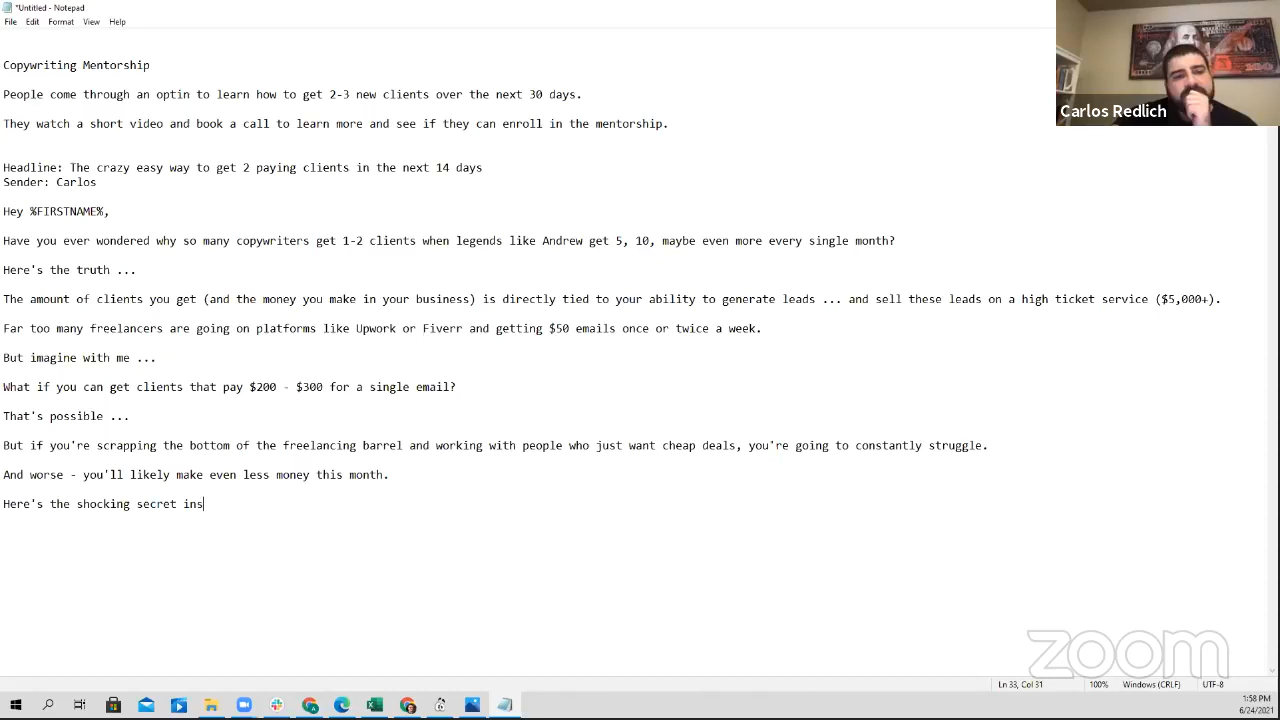 *Untitled - Notepad
File Edit Format View Help
Copywriting Mentorship
People come through an optin to learn how to get 2-3 new clients over the next 30 days.
They watch a short video and book a call to learn more and see if they can enroll in the mentorship.
Headline: The crazy easy way to get 2 paying clients in the next 14 days
Sender: Carlos
Hey %FIRSTNAME%,
Have you ever wondered why so many copywriters get 1-2 clients when legends like Andrew get 5, 10, maybe even more every single month?
Here's the truth ...
The amount of clients you get (and the money you make in your business) is directly tied to your ability to generate leads ... and sell these leads on a high ticket service ($5,000+).
Far too many freelancers are going on platforms like Upwork or Fiverr and getting $50 emails once or twice a week.
But imagine with me ...
What if you can get clients that pay $200 - $300 for a single email?
That's possible ...
But if you're scrapping the bottom of the freelancing barrel and working with people who just want cheap deals, you're going to constantly struggle.
And worse - you'll likely make even less money this month.
Here's the shocking secret ins
Carlos Redlich
zoom
Ln 33, Col 31 100% Windows (CRLF) UTF-8
1:58 PM
6/24/2021